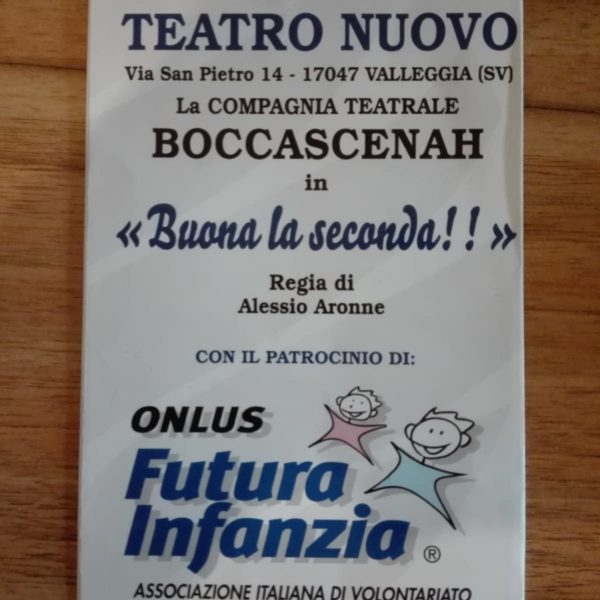 TEATRO NUOVO
Via San Pietro 14 - 17047 VALLEGGIA (SV)
La COMPAGNIA TEATRALE
BOCCASCENAH
in
«Buona la seconda!!»
Regia di
Alessio Aronne
CON IL PATROCINIO DI:
ONLUS
Futura
Infanzia ®
ASSOCIAZIONE ITALIANA DI VOLONTARIATO